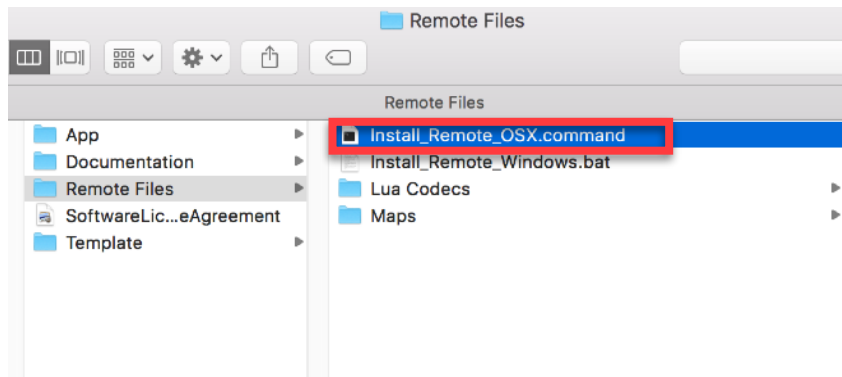 Remote Files
Remote Files
App
Documentation
Remote Files
SoftwareLic...eAgreement
Template
Install_Remote_OSX.command
Install_Remote_Windows.bat
Lua Codecs
Maps